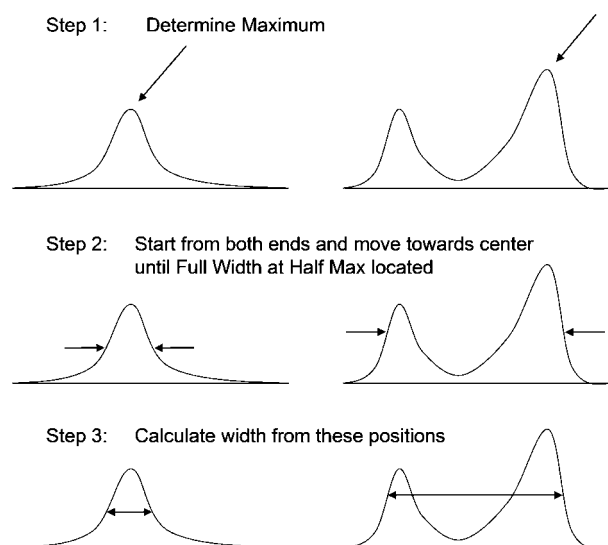 Step 1: Determine Maximum
Step 2: Start from both ends and move towards center
until Full Width at Half Max located
Step 3: Calculate width from these positions